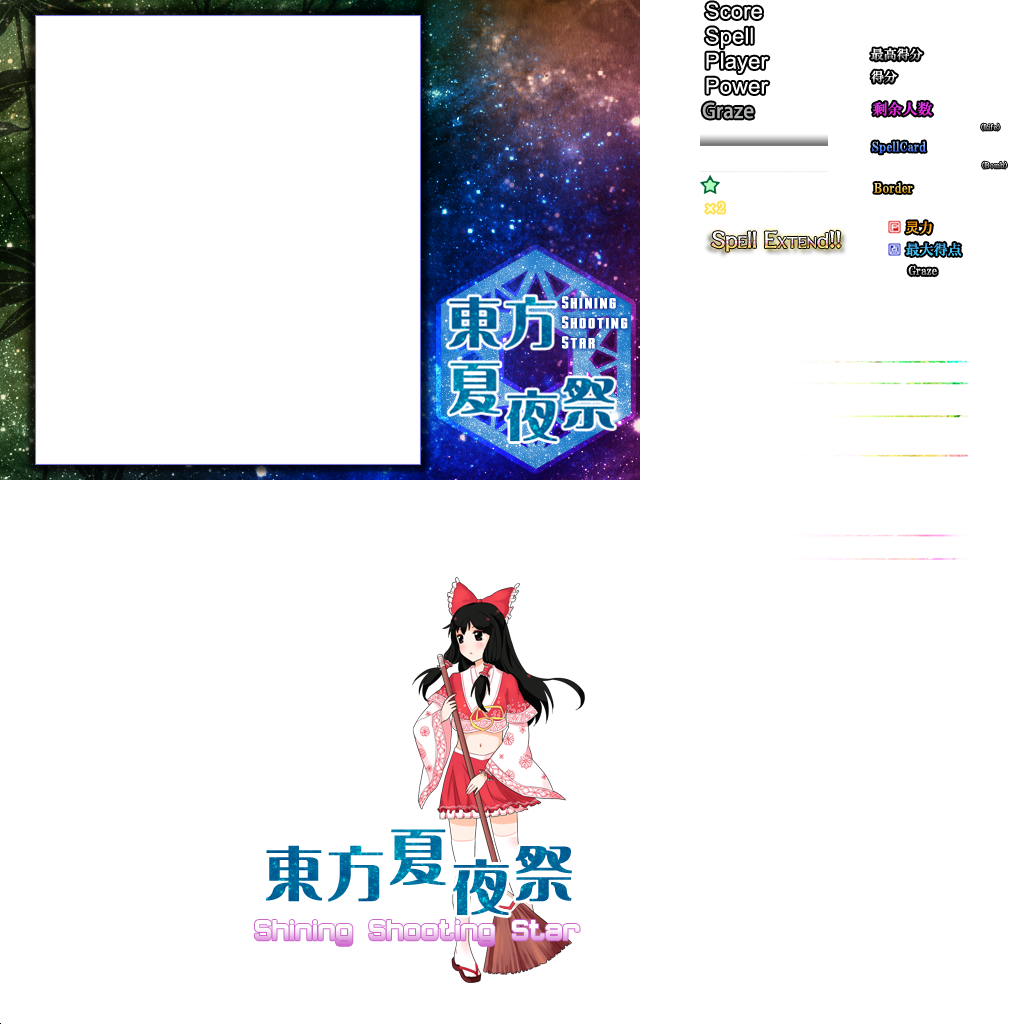 東方
夏夜祭
Shining
Shooting
Star
Score
Spell
Player
Power
Graze
×2
Spell Extend!!
最高得分
得分
剩余人数
(Life)
SpellCard
(Bomb)
Border
灵力
最大得点
Graze
東方夏夜祭
Shining Shooting Star